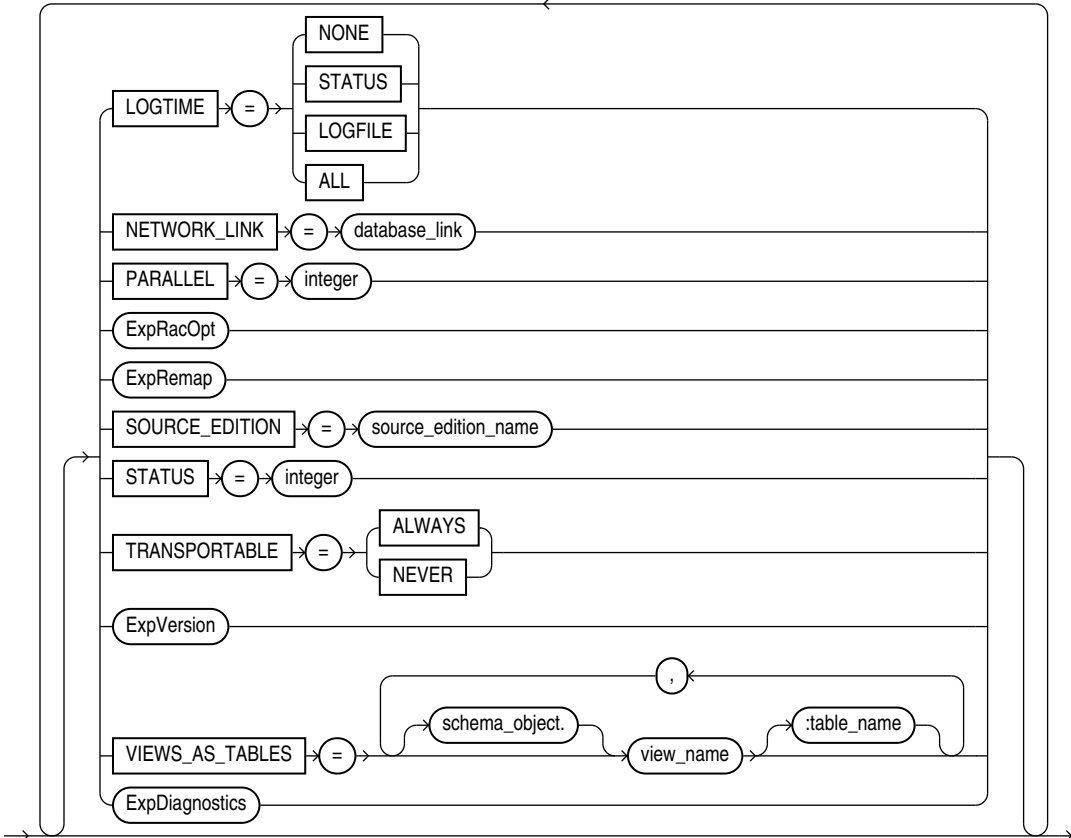 NONE
STATUS
LOGTIME =
LOGFILE
ALL
NETWORK_LINK = database_link
PARALLEL = integer
ExpRacOpt
ExpRemap
SOURCE_EDITION = source_edition_name
STATUS = integer
ALWAYS
TRANSPORTABLE =
NEVER
ExpVersion
,
schema_object. :table_name
VIEWS_AS_TABLES = view_name
ExpDiagnostics